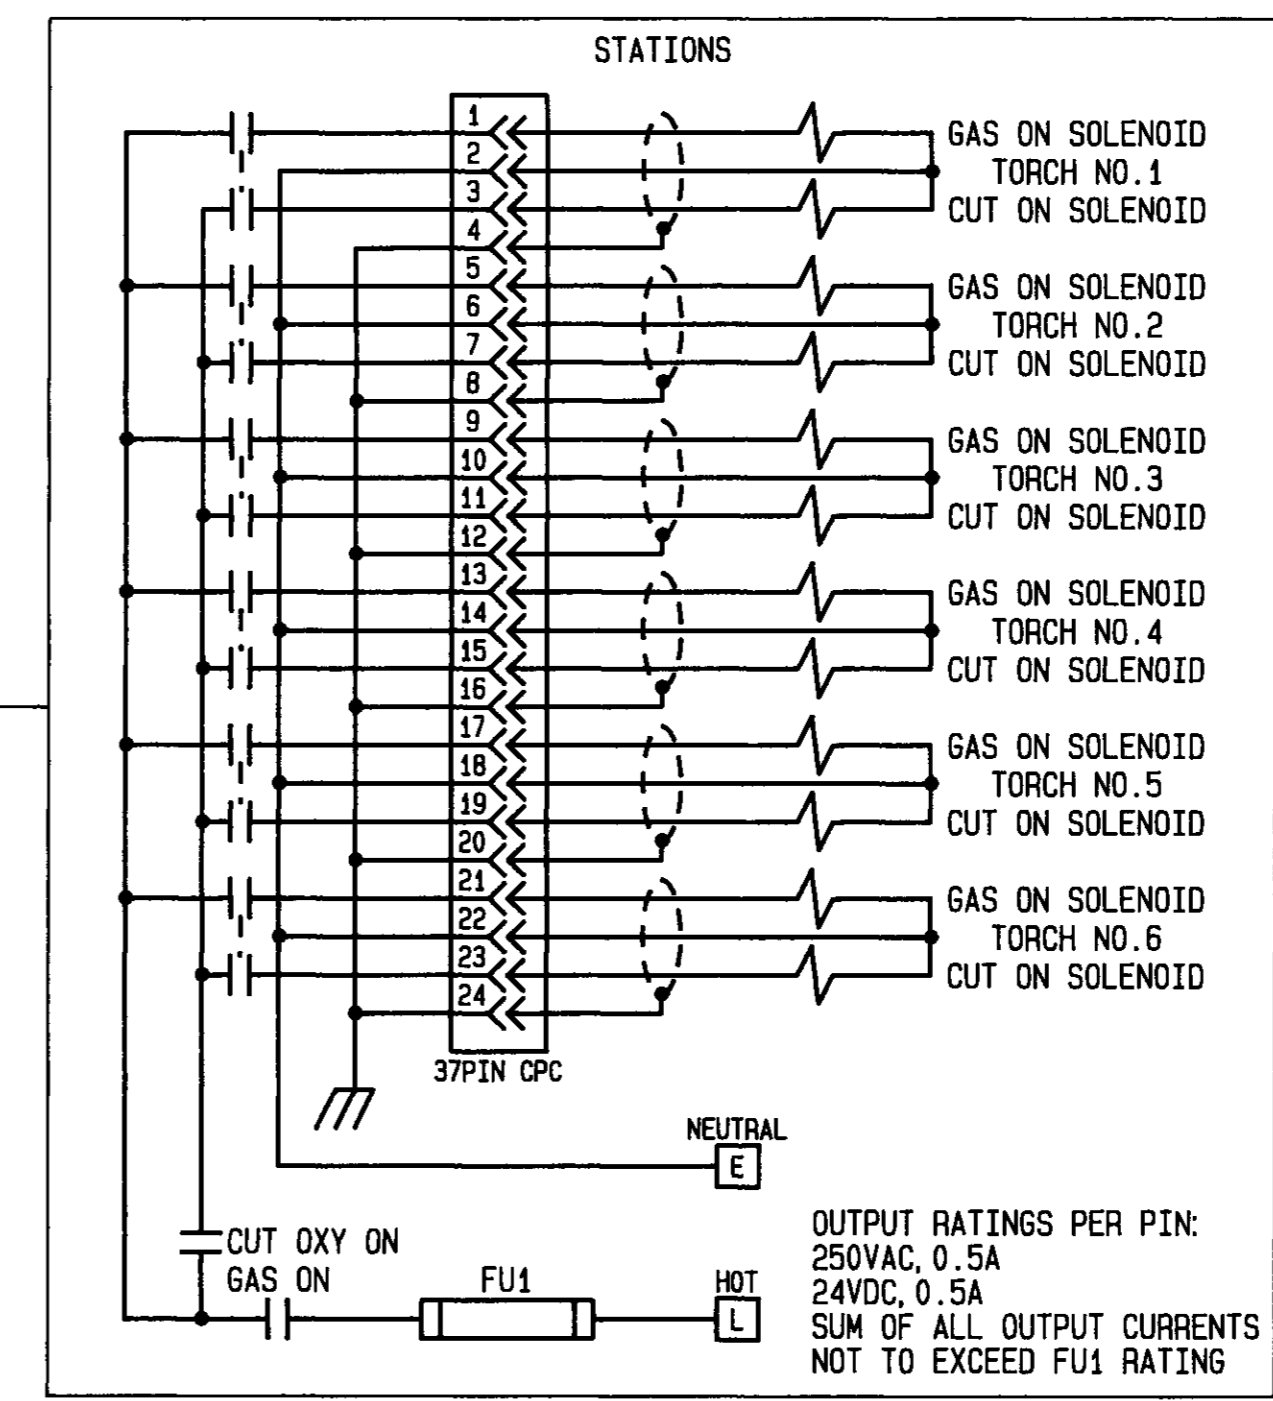 STATIONS
1
2
3
4
5
6
7
8
9
10
11
12
13
14
15
16
17
18
19
20
21
22
23
24
37PIN CPC
GAS ON SOLENOID
TORCH NO.1
CUT ON SOLENOID
GAS ON SOLENOID
TORCH NO.2
CUT ON SOLENOID
GAS ON SOLENOID
TORCH NO.3
CUT ON SOLENOID
GAS ON SOLENOID
TORCH NO.4
CUT ON SOLENOID
GAS ON SOLENOID
TORCH NO.5
CUT ON SOLENOID
GAS ON SOLENOID
TORCH NO.6
CUT ON SOLENOID
NEUTRAL
E
CUT OXY ON
GAS ON
FU1
HOT
L
OUTPUT RATINGS PER PIN:
250VAC, 0.5A
24VDC, 0.5A
SUM OF ALL OUTPUT CURRENTS
NOT TO EXCEED FU1 RATING